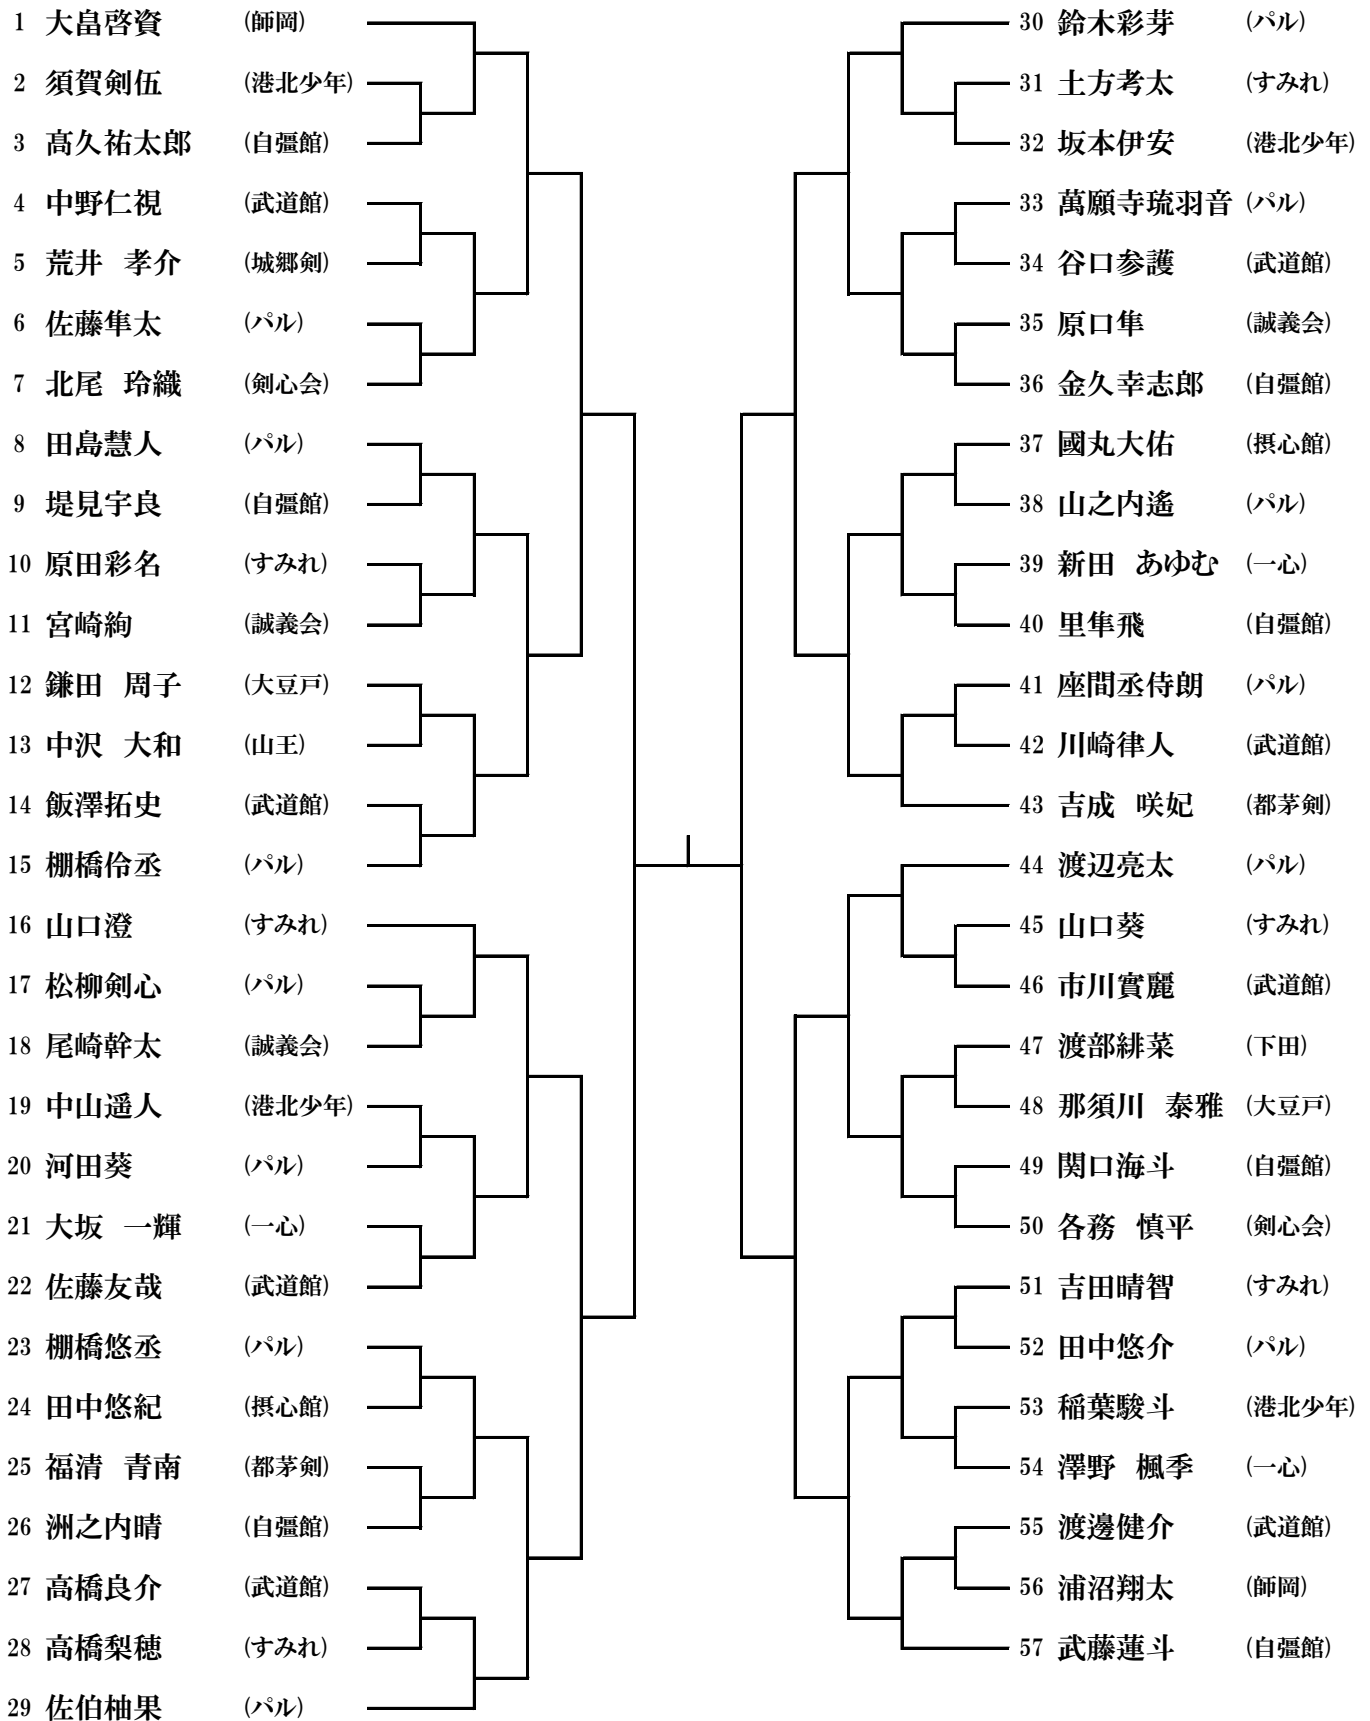 1 大畠啓資 (師岡)
2 須賀剣伍 (港北少年)
3 髙久祐太郎 (自彊館)
4 中野仁視 (武道館)
5 荒井 孝介 (城郷剣)
6 佐藤隼太 (パル)
7 北尾 玲織 (剣心会)
8 田島慧人 (パル)
9 堤見宇良 (自彊館)
10 原田彩名 (すみれ)
11 宮崎絢 (誠義会)
12 鎌田 周子 (大豆戸)
13 中沢 大和 (山王)
14 飯澤拓史 (武道館)
15 棚橋伶丞 (パル)
16 山口澄 (すみれ)
17 松柳剣心 (パル)
18 尾崎幹太 (誠義会)
19 中山遥人 (港北少年)
20 河田葵 (パル)
21 大坂 一輝 (一心)
22 佐藤友哉 (武道館)
23 棚橋悠丞 (パル)
24 田中悠紀 (摂心館)
25 福清 青南 (都茅剣)
26 洲之内晴 (自彊館)
27 高橋良介 (武道館)
28 高橋梨穂 (すみれ)
29 佐伯柚果 (パル)
30 鈴木彩芽 (パル)
31 土方考太 (すみれ)
32 坂本伊安 (港北少年)
33 萬願寺琉羽音 (パル)
34 谷口参護 (武道館)
35 原口隼 (誠義会)
36 金久幸志郎 (自彊館)
37 國丸大佑 (摂心館)
38 山之内遙 (パル)
39 新田 あゆむ (一心)
40 里隼飛 (自彊館)
41 座間丞侍朗 (パル)
42 川崎律人 (武道館)
43 吉成 咲妃 (都茅剣)
44 渡辺亮太 (パル)
45 山口葵 (すみれ)
46 市川實麗 (武道館)
47 渡部緋菜 (下田)
48 那須川 泰雅 (大豆戸)
49 関口海斗 (自彊館)
50 各務 慎平 (剣心会)
51 吉田晴智 (すみれ)
52 田中悠介 (パル)
53 稲葉駿斗 (港北少年)
54 澤野 楓季 (一心)
55 渡邊健介 (武道館)
56 浦沼翔太 (師岡)
57 武藤蓮斗 (自彊館)